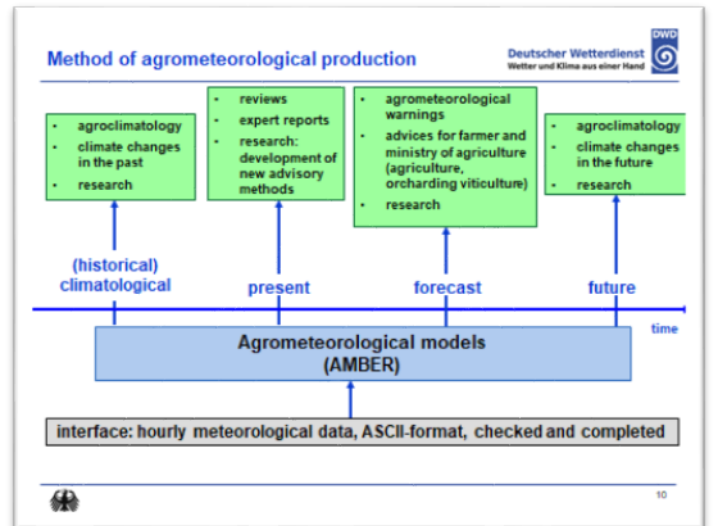 Method of agrometeorological production
Deutscher Wetterdienst
Wetter und Klima aus einer Hand
DWD
• agroclimatology
• climate changes
in the past
• research
• reviews
• expert reports
• research:
development of
new advisory
methods
• agrometeorological
warnings
• advices for farmer and
ministry of agriculture
(agriculture,
orcharding viticulture)
• research
• agroclimatology
• climate changes
in the future
• research
(historical)
climatological
present
forecast
future
time
Agrometeorological models
(AMBER)
interface: hourly meteorological data, ASCII-format, checked and completed
10